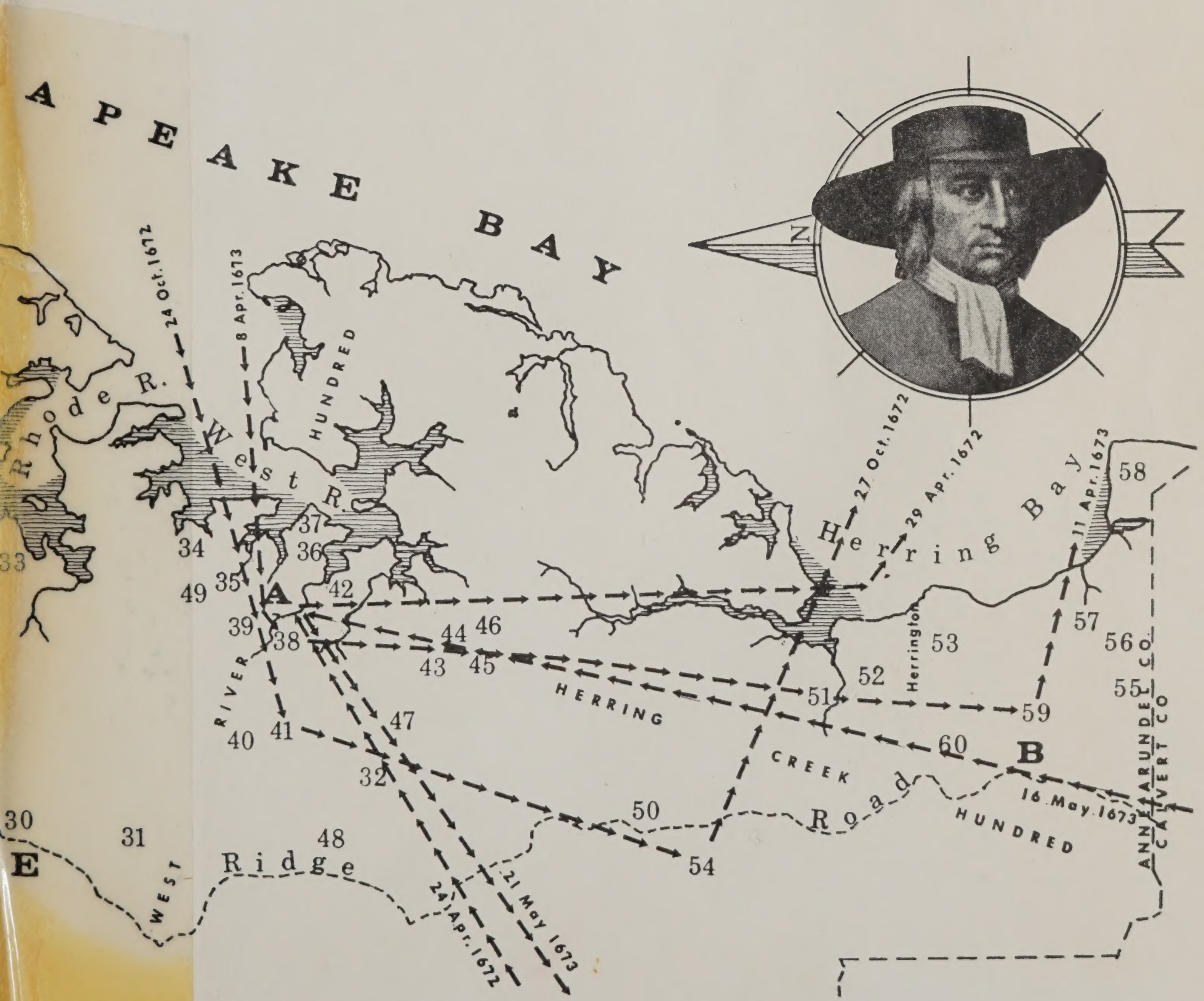 APEAKE BAY
N
24 Oct. 1672
8 Apr. 1673
HUNDRED
Rhode R.
West R.
27 Oct. 1672
29 Apr. 1672
11 Apr. 1673
Herring Bay
58
33
34
37
36
49
35
A
42
39
38
44
46
43
45
Herrington
53
57
56
52
55
51
59
RIVER
40
41
47
32
HERRING
CREEK
60
B
16 May. 1673
HUNDRED
ANNE ARUNDEL CO
CALVERT CO
30
31
48
50
Road
54
E
WEST
Ridge
24 Apr. 1672
21 May 1673